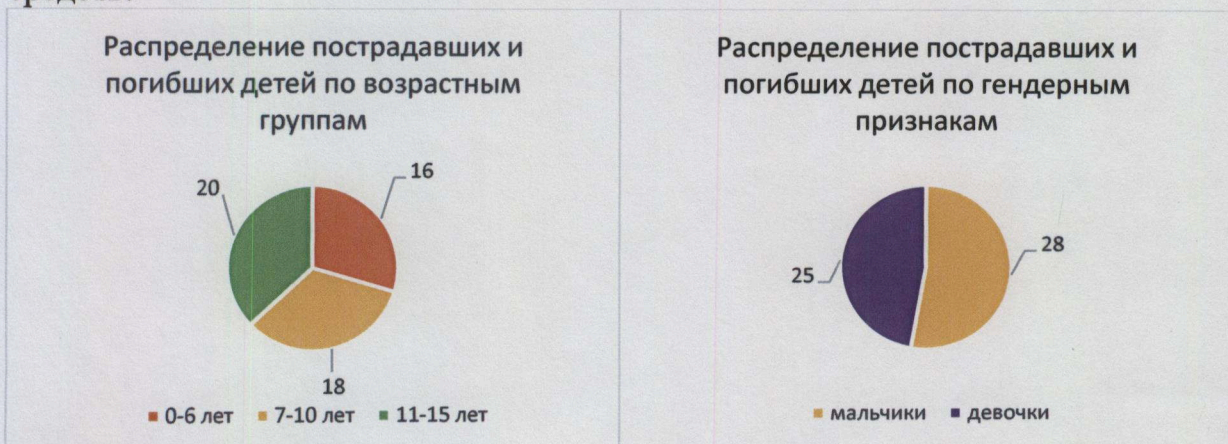 Распределение пострадавших и
погибших детей по возрастным
группам
20
16
18
0-6 лет 7-10 лет 11-15 лет
Распределение пострадавших и
погибших детей по гендерным
признакам
28
25
мальчики девочки